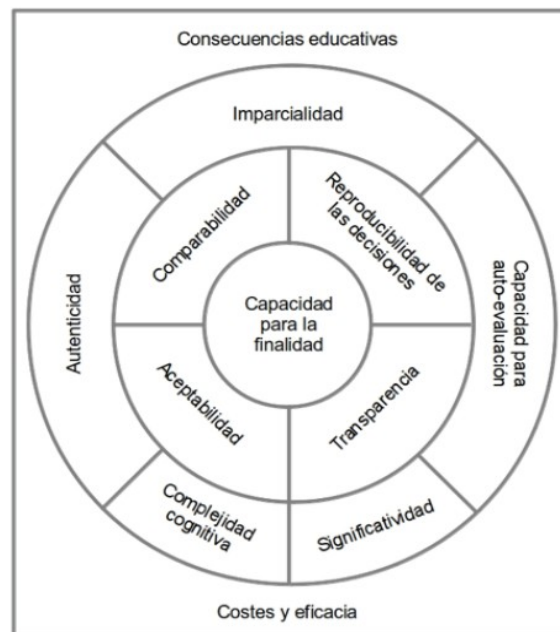 Consecuencias educativas
Imparcialidad
Comparabilidad
Reproducibilidad de
las decisiones
Autenticidad
Capacidad
para la
finalidad
Capacidad para
auto-evaluación
Aceptabilidad
Transparencia
Complejidad
cognitiva
Significatividad
Costes y eficacia